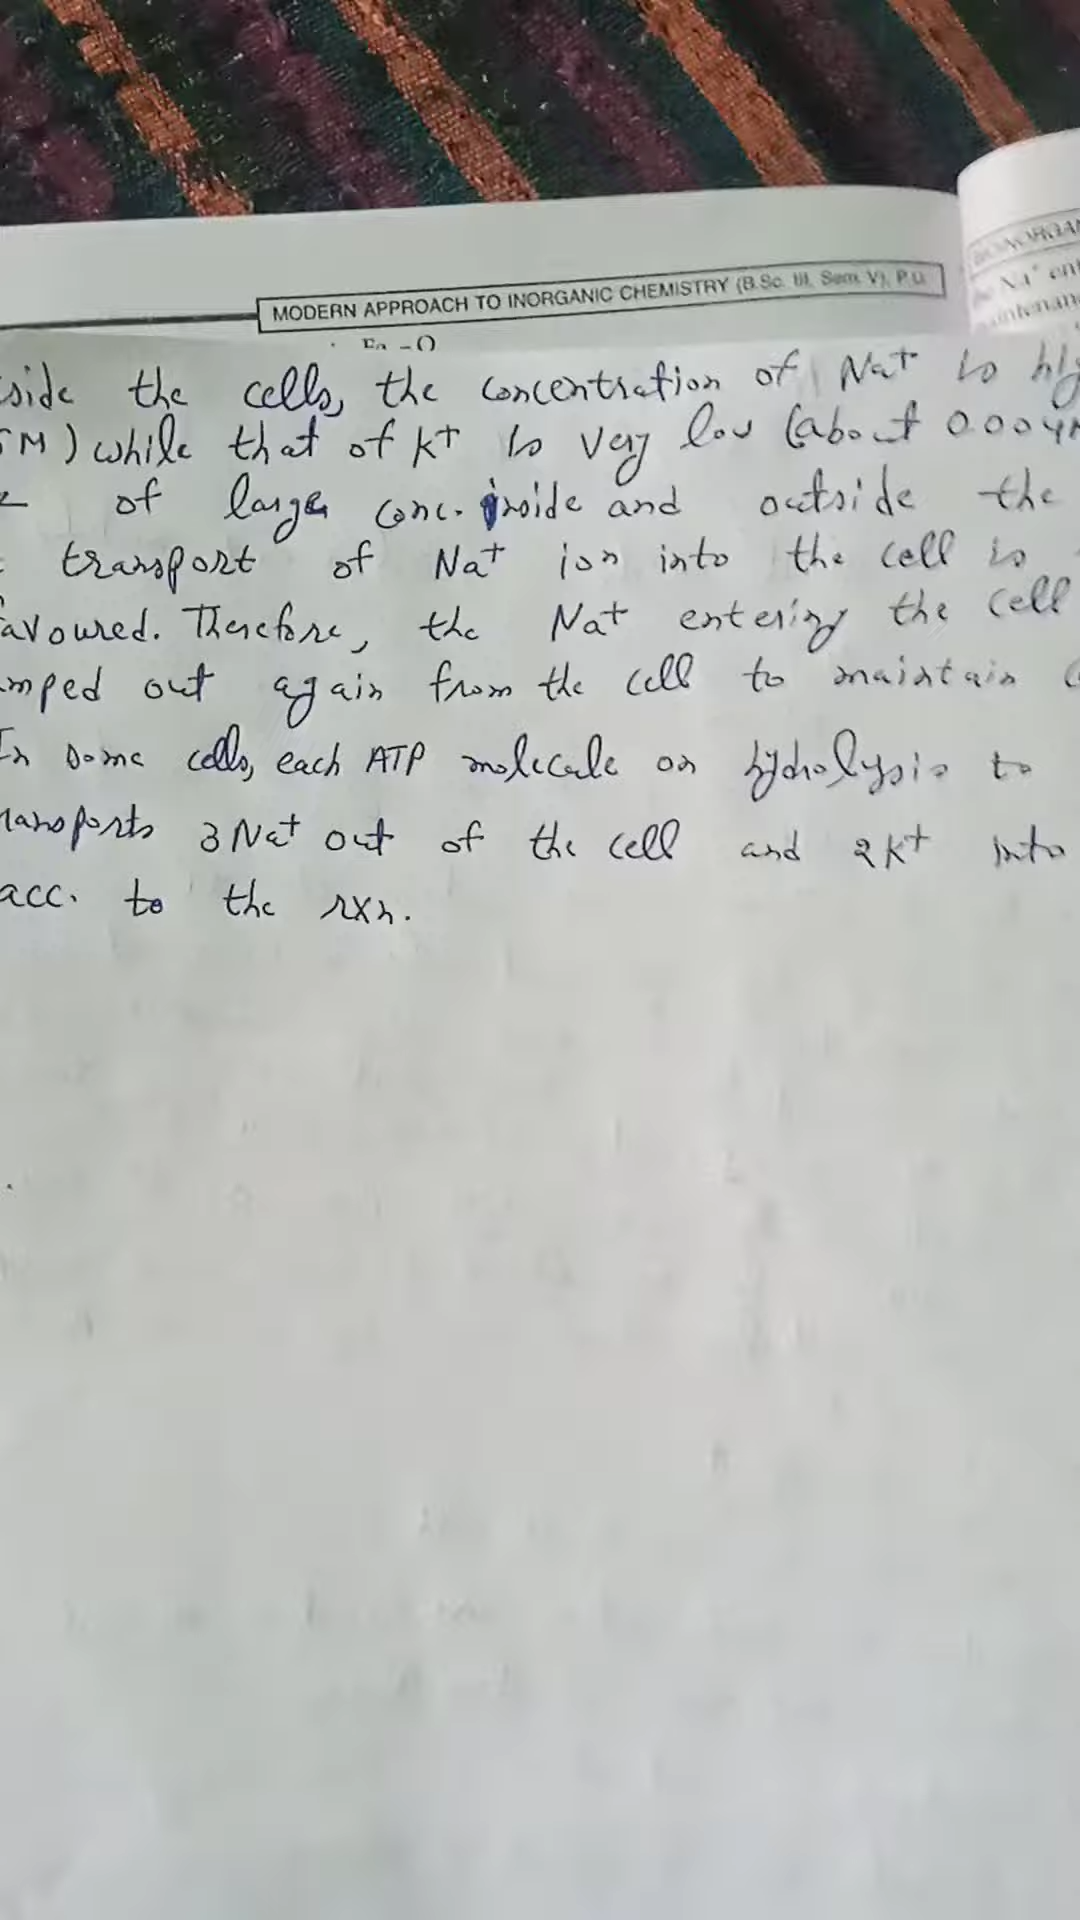 MODERN APPROACH TO INORGANIC CHEMISTRY (B.Sc. III, Sem. V), P.U.
side the cells, the concentration of Na+ is hig
M) while that of K+ is very low (about 0.004M
of large conc. inside and outside the
transport of Na+ ion into the cell is
avoured. Therefore, the Na+ entering the cell
mped out again from the cell to maintain
In some cells, each ATP molecule on hydrolysis to
ransports 3Na+ out of the cell and 2K+ into
acc. to the rxn.
Na+ ent